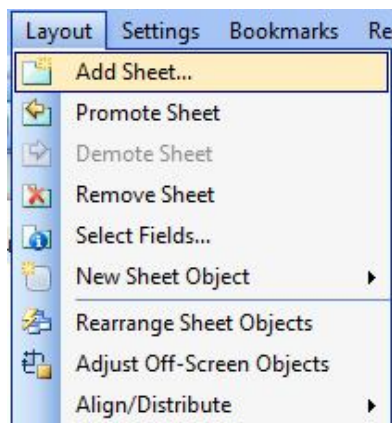 Layout Settings Bookmarks Re
Add Sheet...
Promote Sheet
Demote Sheet
Remove Sheet
Select Fields...
New Sheet Object
Rearrange Sheet Objects
Adjust Off-Screen Objects
Align/Distribute